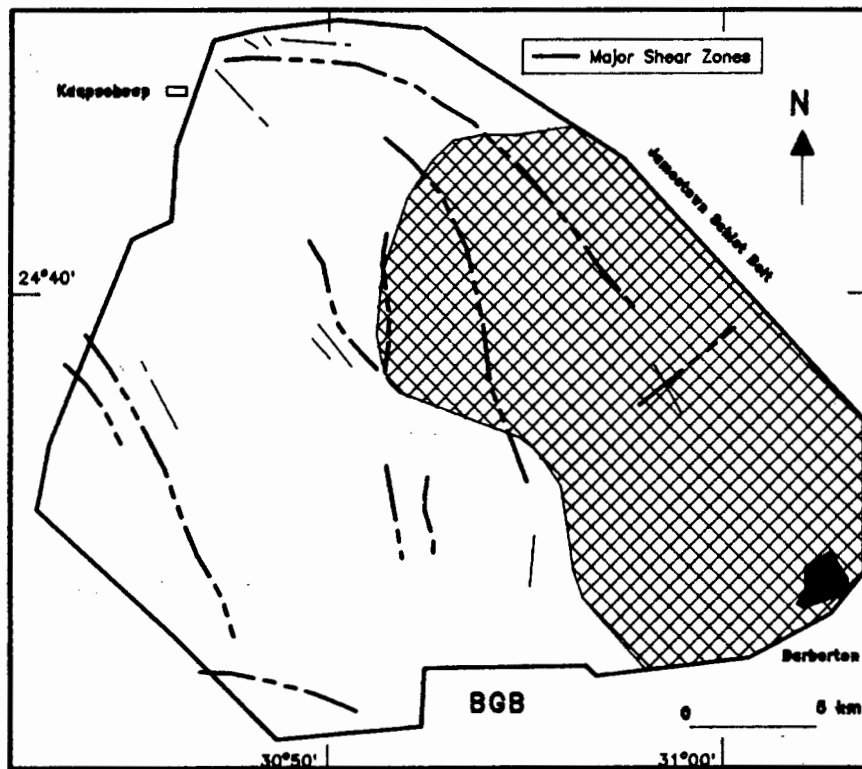 Major Shear Zones
Kaapsehoop
N
Jamestown Schist Belt
24°40'
Barberton
BGB
0 5 km
30°50' 31°00'